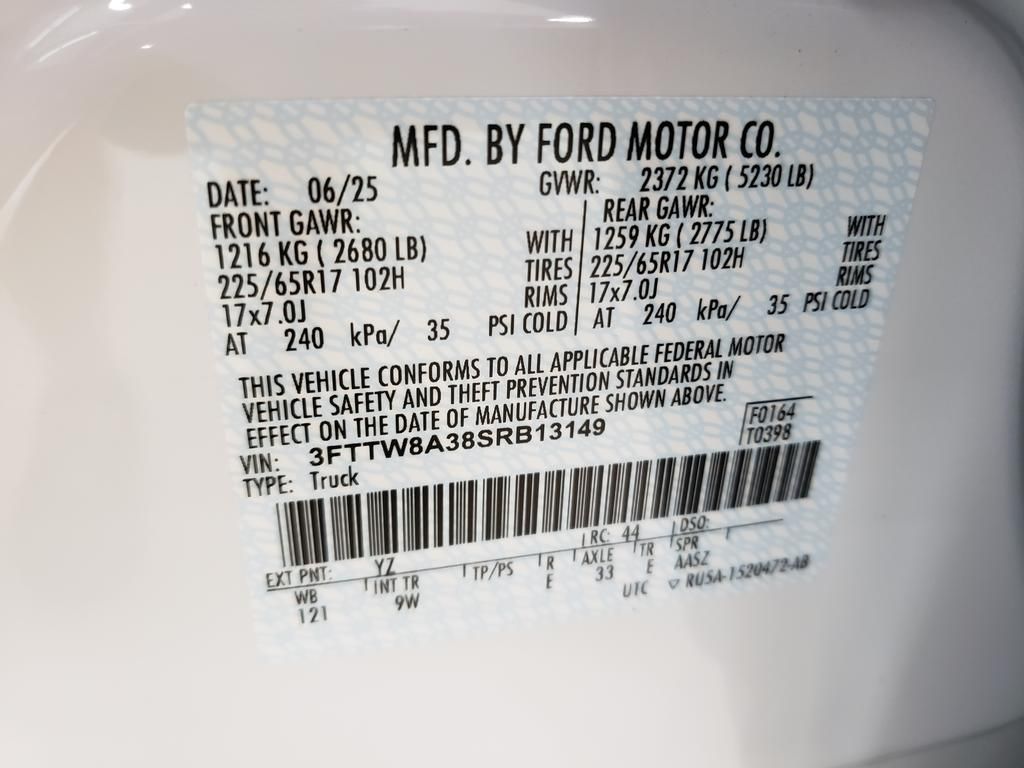 MFD. BY FORD MOTOR CO.
DATE: 06/25 GVWR: 2372 KG ( 5230 LB)
FRONT GAWR: REAR GAWR:
1216 KG ( 2680 LB) WITH 1259 KG ( 2775 LB) WITH
225/65R17 102H TIRES 225/65R17 102H TIRES
17x7.0J RIMS 17x7.0J RIMS
AT 240 kPa/ 35 PSI COLD AT 240 kPa/ 35 PSI COLD
THIS VEHICLE CONFORMS TO ALL APPLICABLE FEDERAL MOTOR
VEHICLE SAFETY AND THEFT PREVENTION STANDARDS IN
EFFECT ON THE DATE OF MANUFACTURE SHOWN ABOVE.
VIN: 3FTTW8A38SRB13149 F0164
TYPE: Truck T0398
EXT PNT: YZ RC: 44 DSO:
WB INT TR TP/PS R AXLE TR SPR
121 9W E 33 E AASZ
UTC ▽ RU5A-1520472-AB